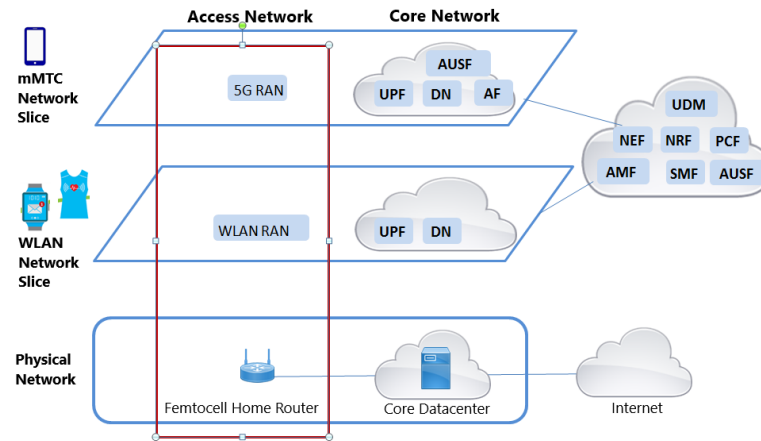 Access Network
Core Network
mMTC
Network
Slice
5G RAN
AUSF
UPF
DN
AF
UDM
NEF
NRF
PCF
AMF
SMF
AUSF
WLAN
Network
Slice
WLAN RAN
UPF
DN
Physical
Network
Femtocell Home Router
Core Datacenter
Internet